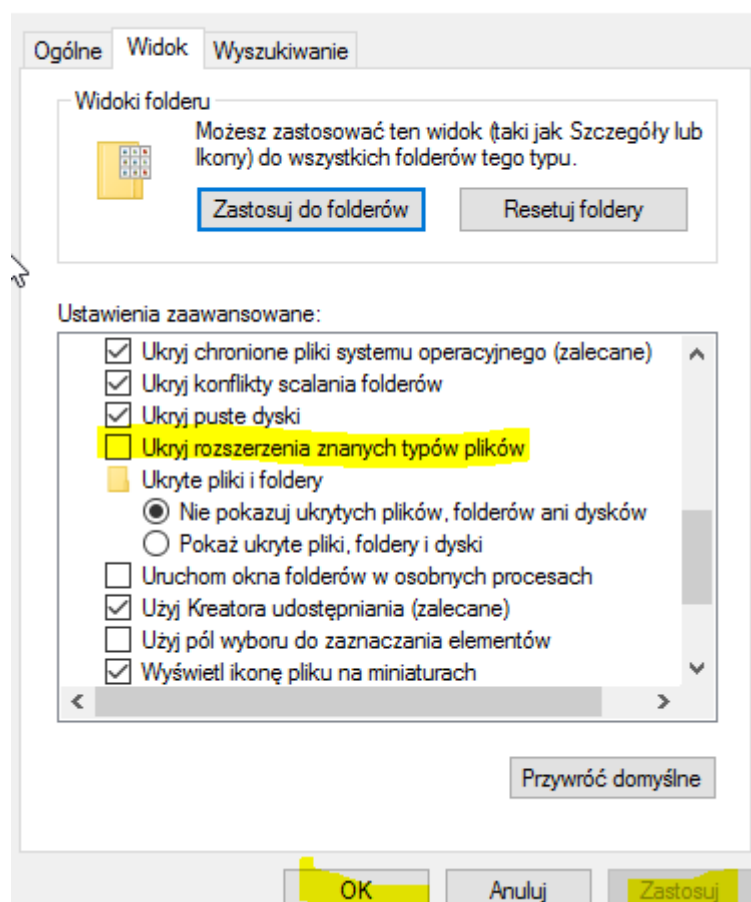 Ogólne Widok Wyszukiwanie
Widoki folderu
Możesz zastosować ten widok (taki jak Szczegóły lub
Ikony) do wszystkich folderów tego typu.
Zastosuj do folderów Resetuj foldery
Ustawienia zaawansowane:
Ukryj chronione pliki systemu operacyjnego (zalecane)
Ukryj konflikty scalania folderów
Ukryj puste dyski
Ukryj rozszerzenia znanych typów plików
Ukryte pliki i foldery
Nie pokazuj ukrytych plików, folderów ani dysków
Pokaż ukryte pliki, foldery i dyski
Uruchom okna folderów w osobnych procesach
Użyj Kreatora udostępniania (zalecane)
Użyj pól wyboru do zaznaczania elementów
Wyświetl ikonę pliku na miniaturach
Przywróć domyślne
OK Anuluj Zastosuj